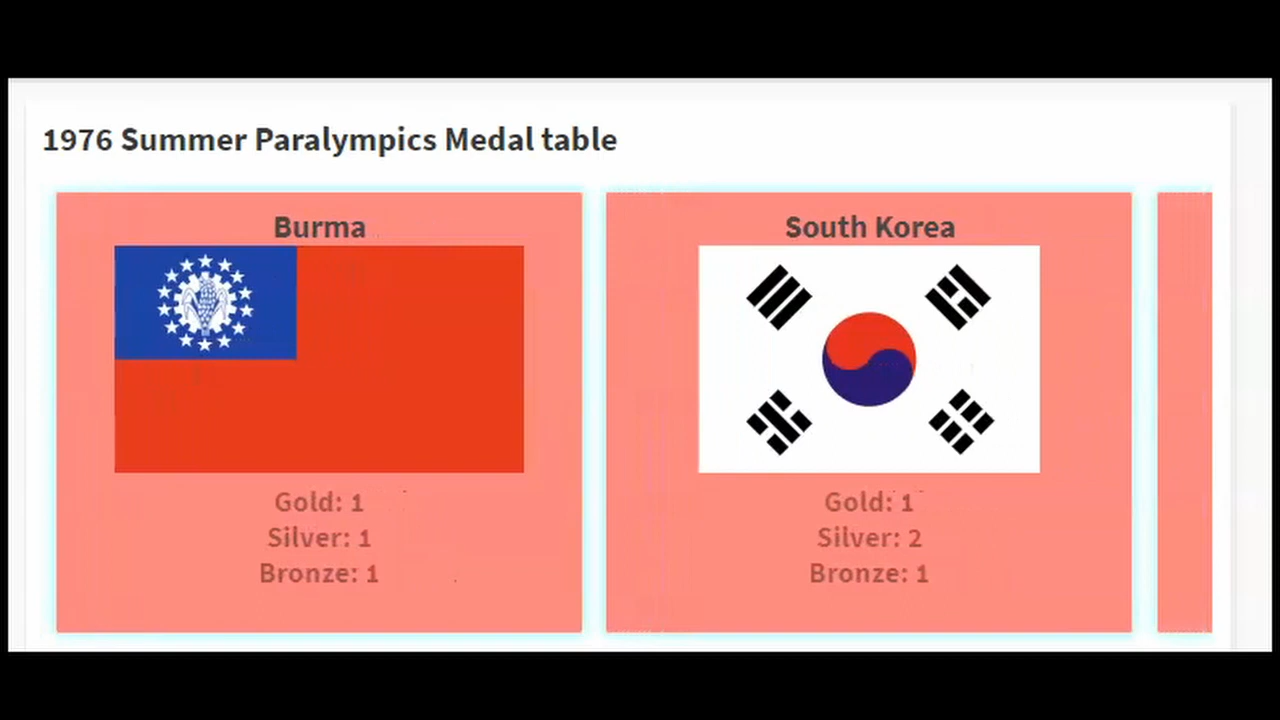 1976 Summer Paralympics Medal table
Burma
Gold: 1
Silver: 1
Bronze: 1
South Korea
Gold: 1
Silver: 2
Bronze: 1